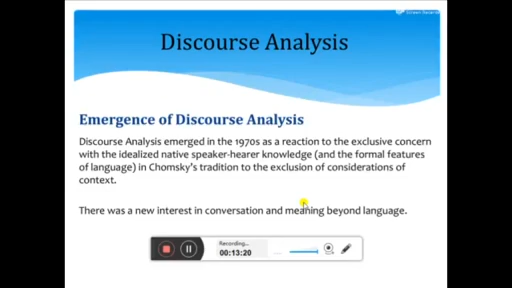 Discourse Analysis
Emergence of Discourse Analysis
Discourse Analysis emerged in the 1970s as a reaction to the exclusive concern
with the idealized native speaker-hearer knowledge (and the formal features
of language) in Chomsky's tradition to the exclusion of considerations of
context.
There was a new interest in conversation and meaning beyond language.
Recording...
00:13:20